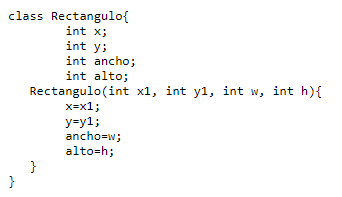 class Rectangulo{
int x;
int y;
int ancho;
int alto;
Rectangulo(int x1, int y1, int w, int h){
x=x1;
y=y1;
ancho=w;
alto=h;
}
}